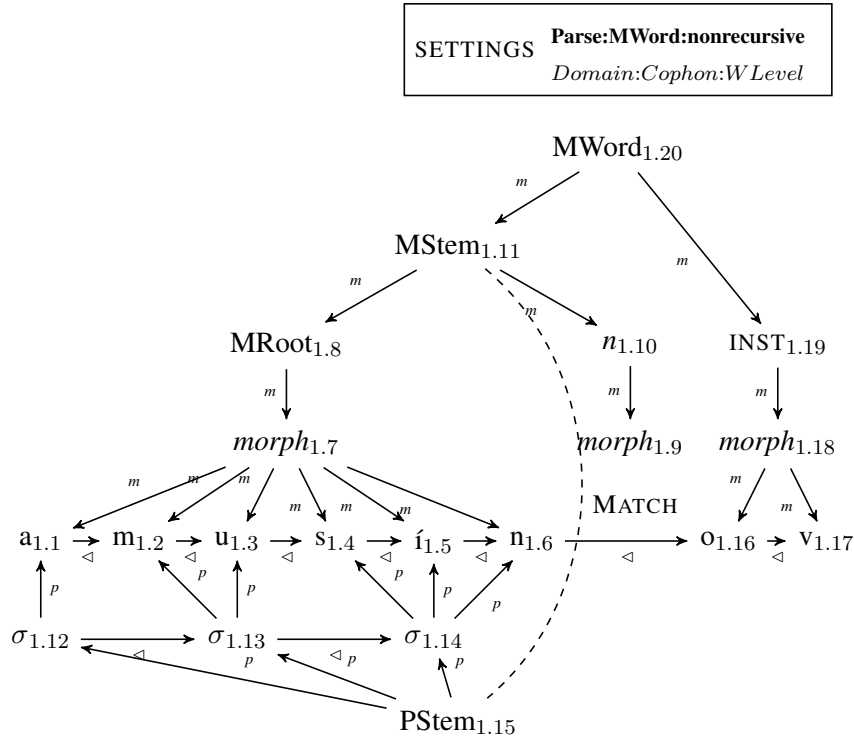 SETTINGS Parse:MWord:nonrecursive
Domain:Cophon:WLevel
MWord1.20
m
MStem1.11
m
m m
MRoot1.8 n1.10 INST1.19
m m m
morph1.7 morph1.9 morph1.18
m m m m m m m m
MATCH
a1.1 m1.2 u1.3 s1.4 í1.5 n1.6 o1.16 v1.17
◁ ◁ ◁ ◁ ◁ ◁ ◁
p p p p p p
σ1.12 σ1.13 σ1.14
◁ p ◁ p p
PStem1.15